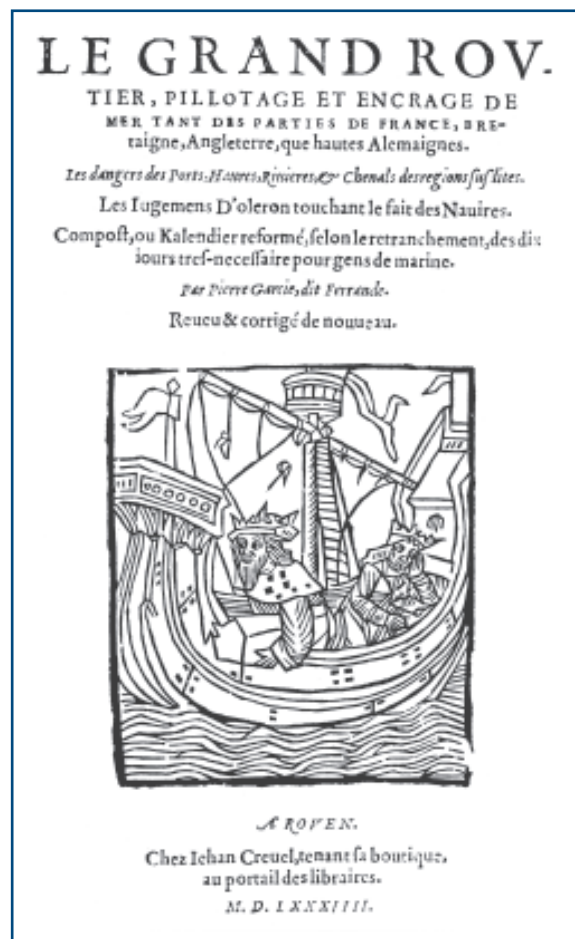 LE GRAND ROV-
TIER, PILLOTAGE ET ENCRAGE DE
MER TANT DES PARTIES DE FRANCE, BRE-
taigne, Angleterre, que hautes Alemaignes.
Les dangers des Ports, Haures, Riuieres, & Chenals des regions suſdites.
Les Iugemens D'oleron touchant le fait des Nauires.
Compoſt, ou Kalendier reformé, ſelon le retranchement, des dix
iours treſ-neceſſaire pour gens de marine.
Par Pierre Garcie, dit Ferrande.
Reueu & corrigé de nouueau.
A ROVEN.
Chez Iehan Creuel, tenant ſa boutique,
au portail des libraires.
M. D. LXXXIIII.